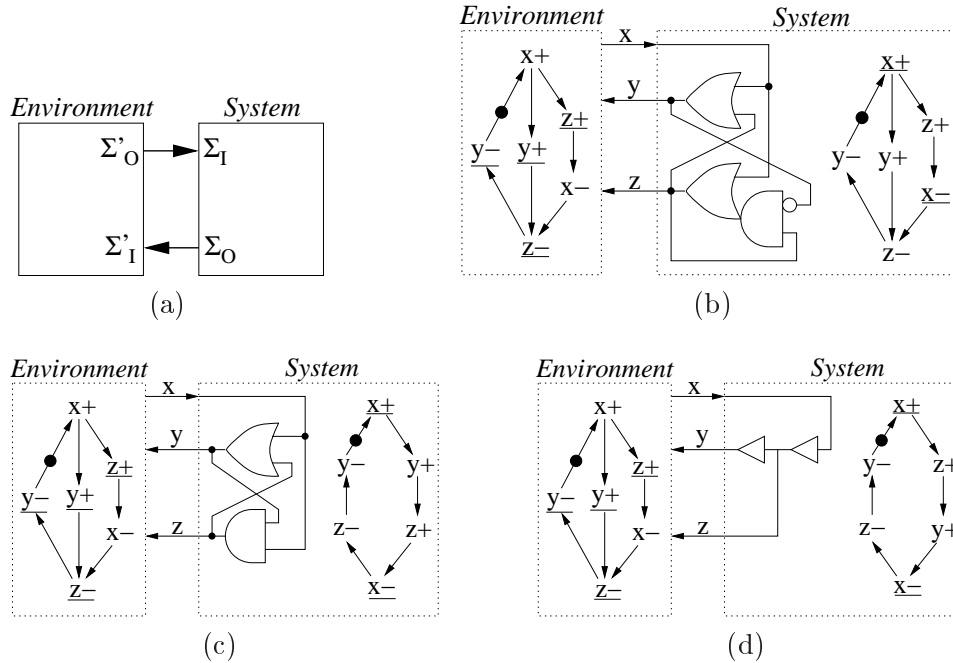 Environment System
Σ'O ΣI
Σ'I ΣO
(a)
Environment System
x
y
z
x+
z+
y+
y-
x-
z-
x+
z+
y+
y-
x-
z-
(b)
Environment System
x
y
z
x+
z+
y-
y+
x-
z-
x+
y-
y+
z-
z+
x-
(c)
Environment System
x
y
z
x+
z+
y-
y+
x-
z-
x+
y-
z+
z-
y+
x-
(d)